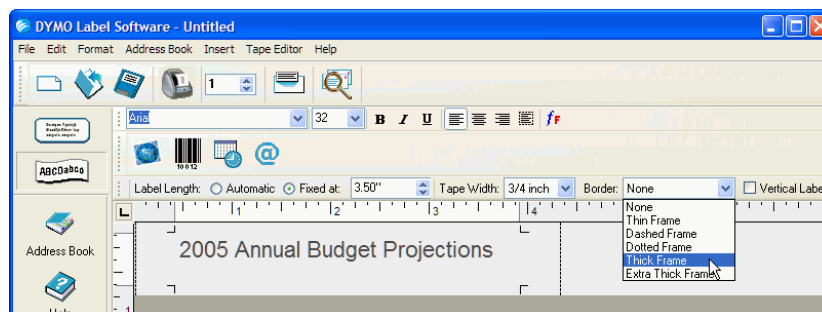 DYMO Label Software - Untitled
File Edit Format Address Book Insert Tape Editor Help
1
Arial 32 B I U
10 0 12 @
ABCDabcD
Label Length: Automatic Fixed at: 3.50" Tape Width: 3/4 inch Border: None Vertical Labe
L 1 2 3 4
None
Thin Frame
Dashed Frame
Dotted Frame
Thick Frame
Extra Thick Frame
Address Book
2005 Annual Budget Projections